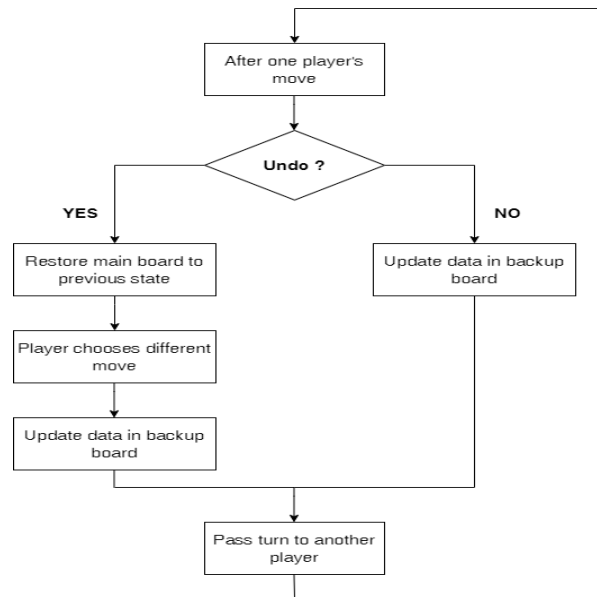 After one player's
move
Undo ?
YES
NO
Restore main board to
previous state
Update data in backup
board
Player chooses different
move
Update data in backup
board
Pass turn to another
player